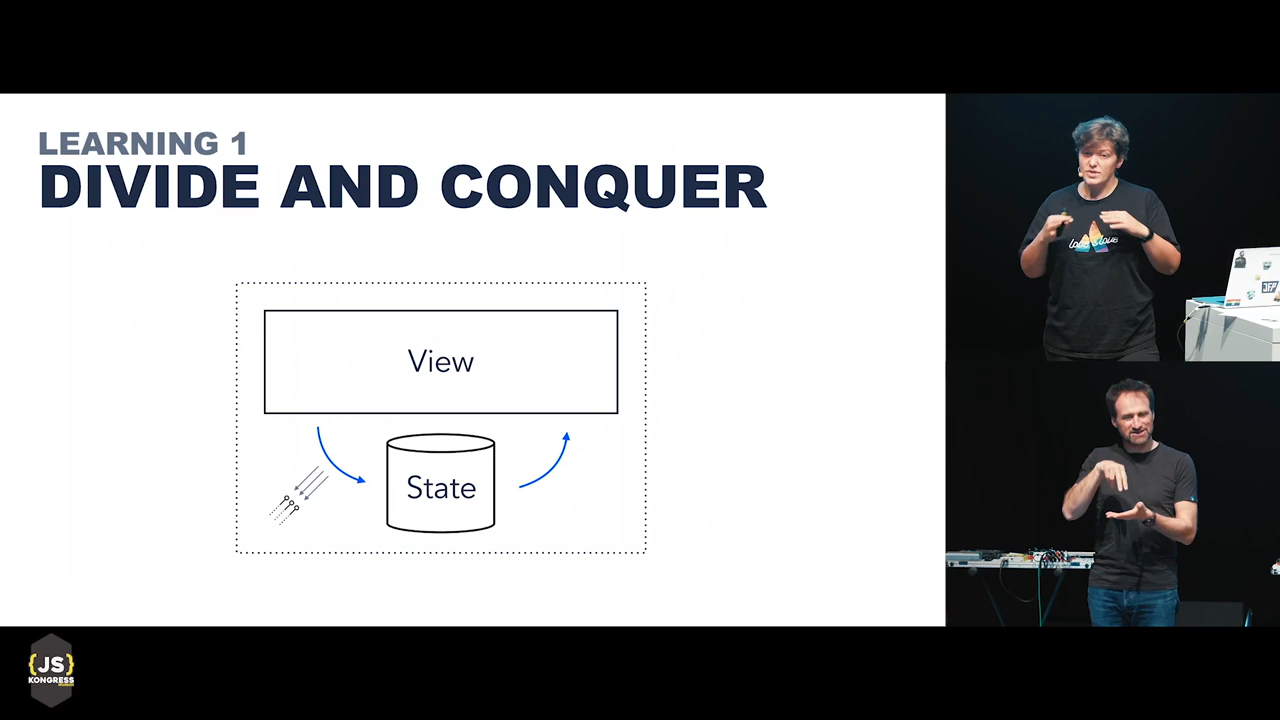 LEARNING 1
DIVIDE AND CONQUER
View
State
{JS}
KONGRESS